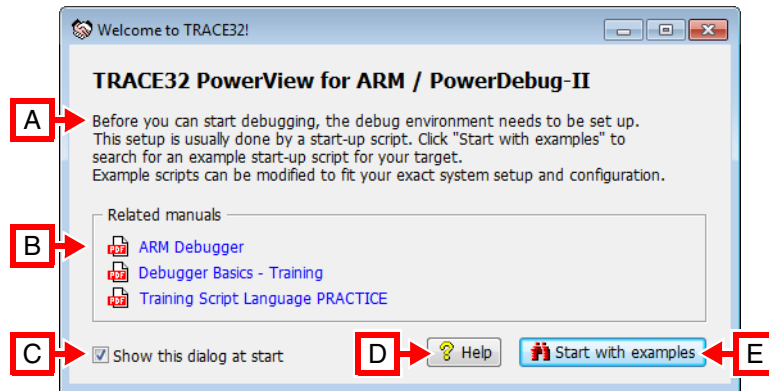 Welcome to TRACE32!
TRACE32 PowerView for ARM / PowerDebug-II
A
Before you can start debugging, the debug environment needs to be set up.
This setup is usually done by a start-up script. Click "Start with examples" to
search for an example start-up script for your target.
Example scripts can be modified to fit your exact system setup and configuration.
Related manuals
B
PDF ARM Debugger
PDF Debugger Basics - Training
PDF Training Script Language PRACTICE
C Show this dialog at start D ? Help Start with examples E